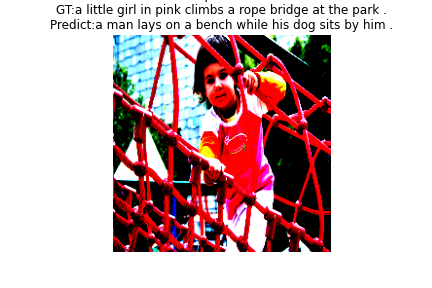 GT:a little girl in pink climbs a rope bridge at the park .
Predict:a man lays on a bench while his dog sits by him .